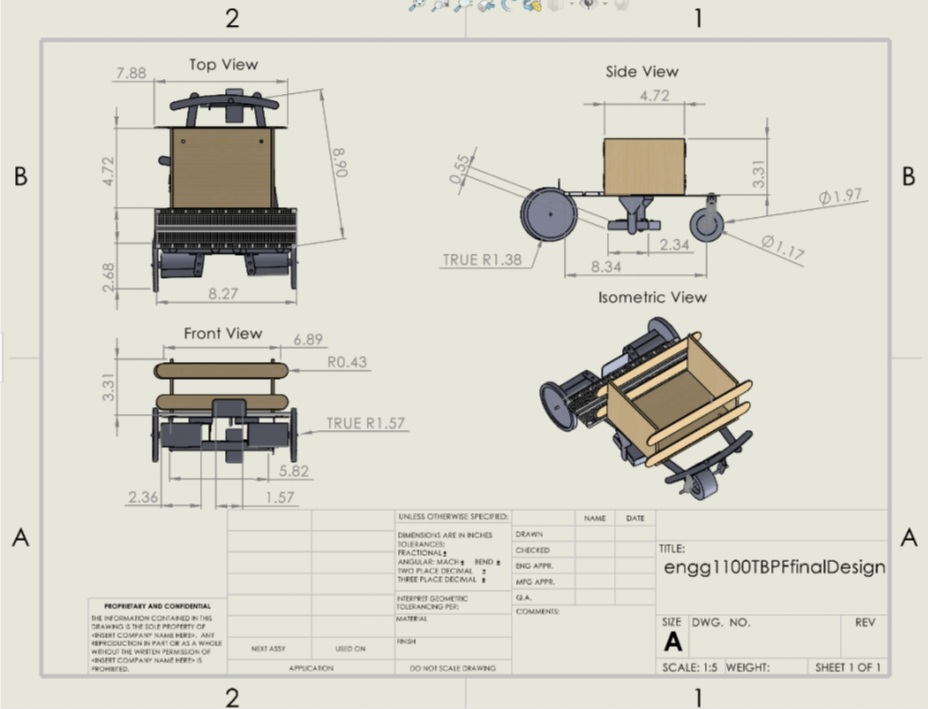 2
1
Top View
7.88
4.72
2.68
8.90
8.27
Side View
4.72
3.31
0.55
Ø1.97
Ø1.17
2.34
8.34
TRUE R1.38
B
B
Isometric View
Front View
6.89
R0.43
3.31
TRUE R1.57
5.82
2.36
1.57
A
A
UNLESS OTHERWISE SPECIFIED:
DIMENSIONS ARE IN INCHES
TOLERANCES:
FRACTIONAL±
ANGULAR: MACH± BEND ±
TWO PLACE DECIMAL ±
THREE PLACE DECIMAL ±
INTERPRET GEOMETRIC
TOLERANCING PER:
MATERIAL
FINISH
DO NOT SCALE DRAWING
NAME DATE
DRAWN
CHECKED
ENG APPR.
MFG APPR.
Q.A.
COMMENTS:
TITLE:
engg1100TBPFfinalDesign
SIZE DWG. NO. REV
A
SCALE: 1:5 WEIGHT: SHEET 1 OF 1
PROPRIETARY AND CONFIDENTIAL
THE INFORMATION CONTAINED IN THIS
DRAWING IS THE SOLE PROPERTY OF
<INSERT COMPANY NAME HERE>. ANY
REPRODUCTION IN PART OR AS A WHOLE
WITHOUT THE WRITTEN PERMISSION OF
<INSERT COMPANY NAME HERE> IS
PROHIBITED.
NEXT ASSY USED ON
APPLICATION
2
1